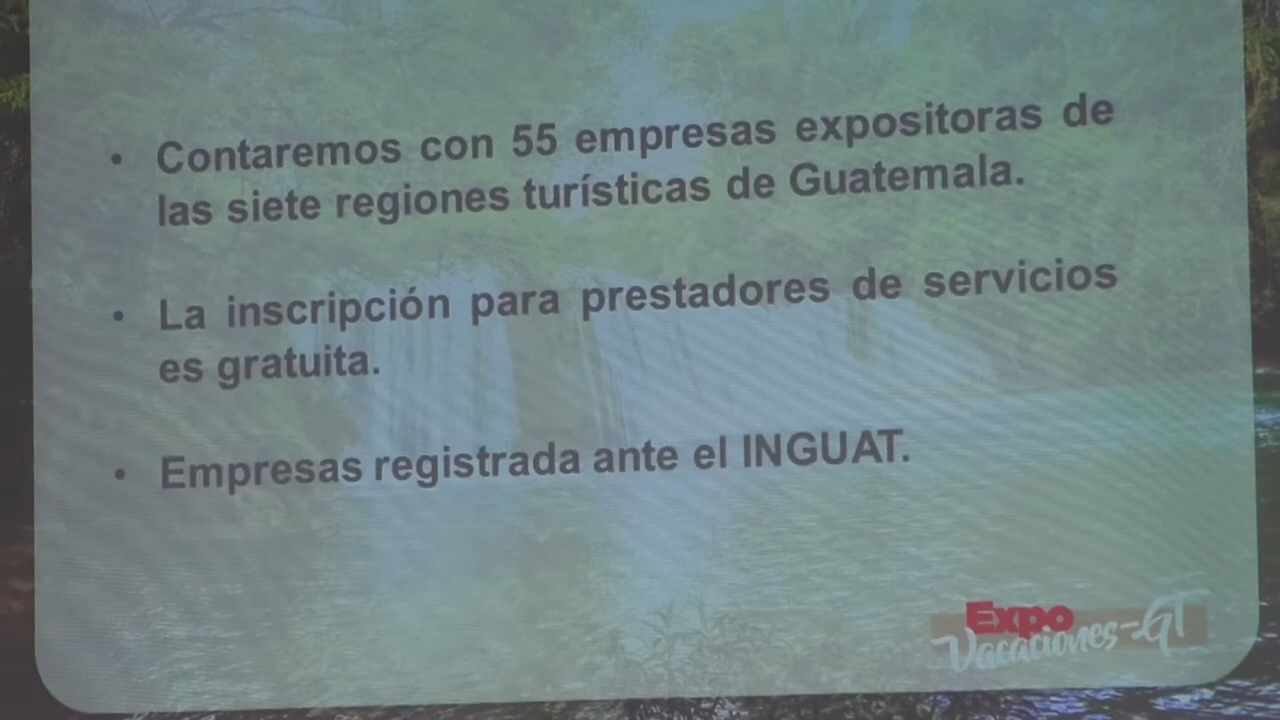 • Contaremos con 55 empresas expositoras de
las siete regiones turísticas de Guatemala.
• La inscripción para prestadores de servicios
es gratuita.
• Empresas registrada ante el INGUAT.
Expo
Vacaciones-GT